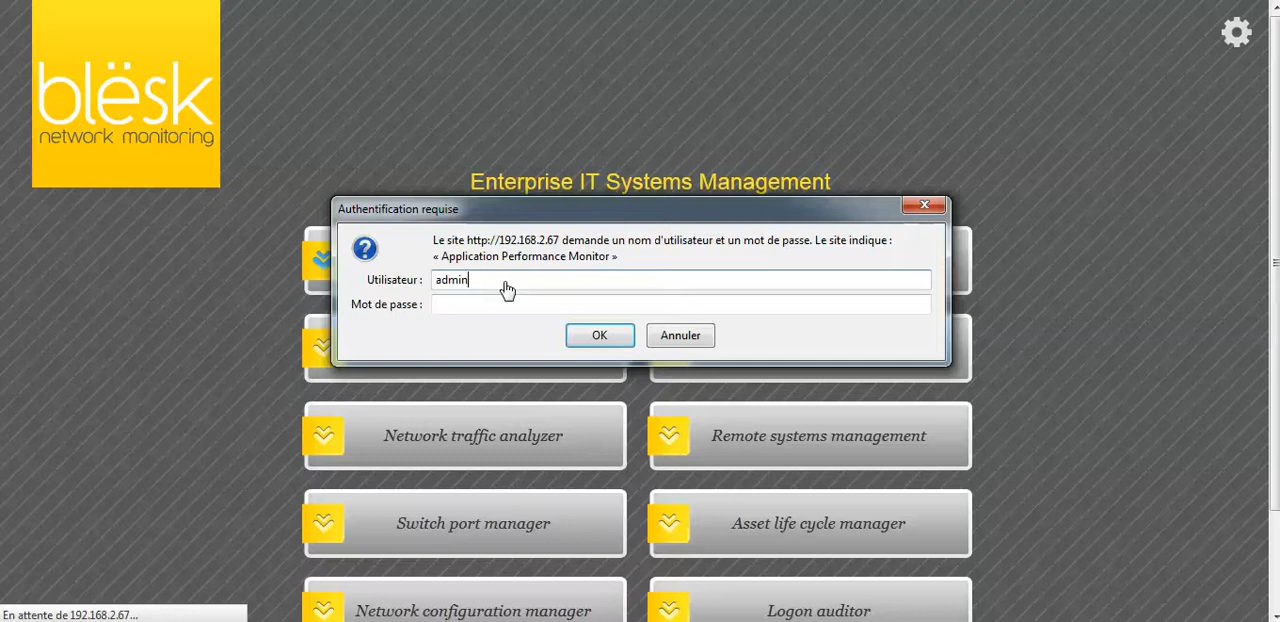 blësk
network monitoring
Enterprise IT Systems Management
Authentification requise
Le site http://192.168.2.67 demande un nom d'utilisateur et un mot de passe. Le site indique :
« Application Performance Monitor »
Utilisateur : admin
Mot de passe :
OK Annuler
Network traffic analyzer Remote systems management
Switch port manager Asset life cycle manager
Network configuration manager Logon auditor
En attente de 192.168.2.67...